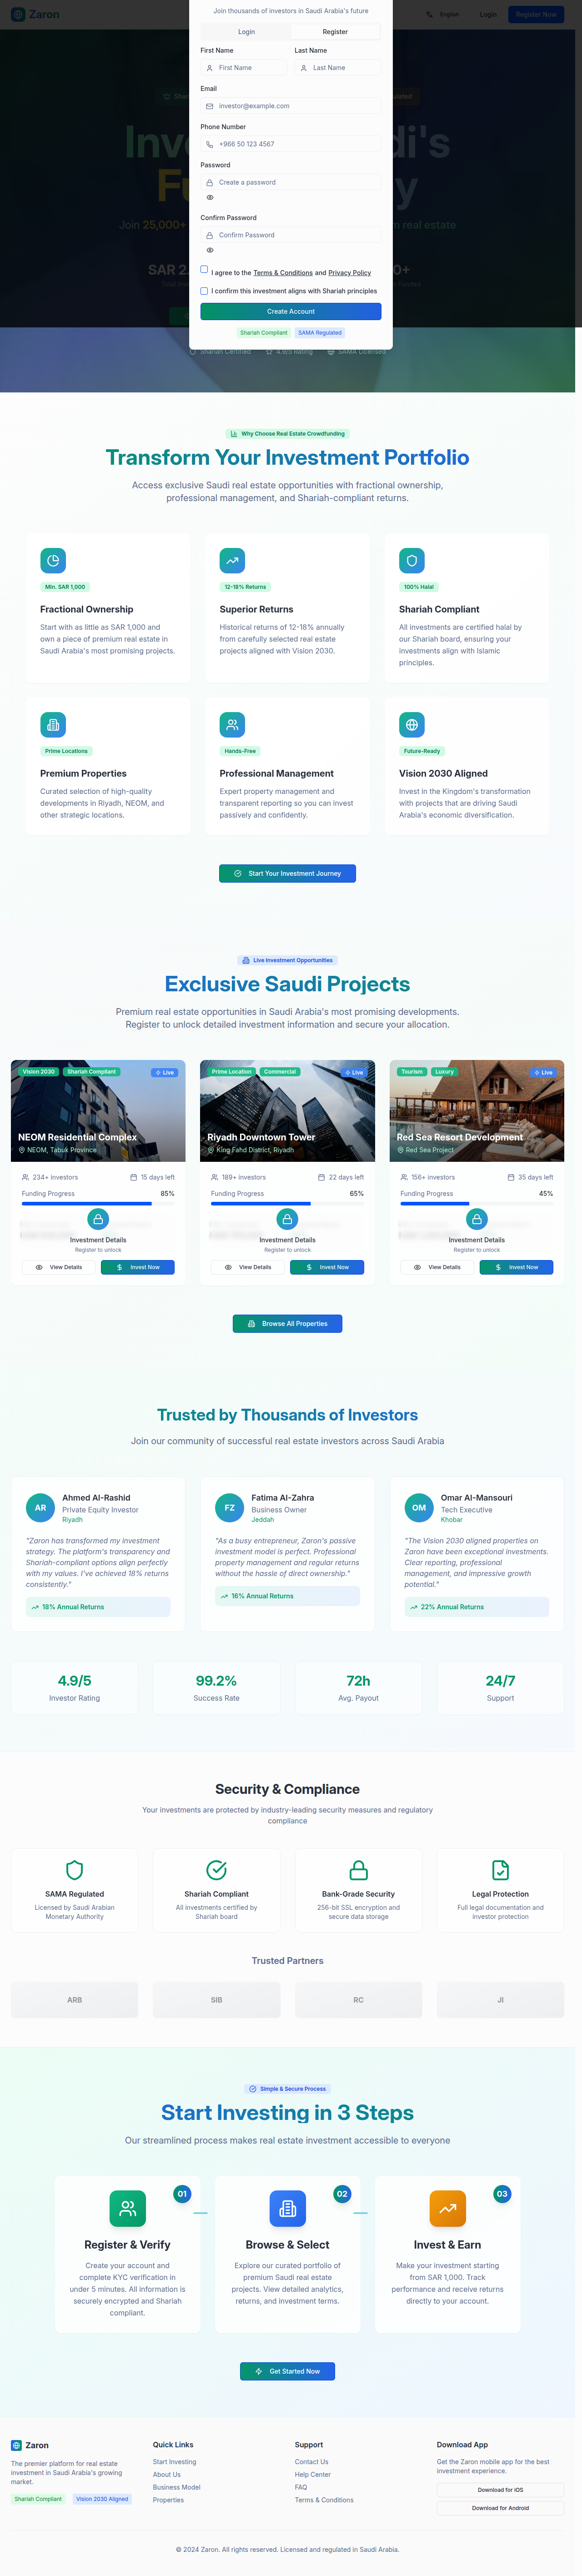 Zaron
English
Login
Register Now
Join thousands of investors in Saudi Arabia's future
Login
Register
First Name
Last Name
First Name
Last Name
Email
investor@example.com
Phone Number
+966 50 123 4567
Password
Create a password
Confirm Password
Confirm Password
I agree to the Terms & Conditions and Privacy Policy
I confirm this investment aligns with Shariah principles
Create Account
Shariah Compliant
SAMA Regulated
Join 25,000+
Shariah Certified
4.9/5 Rating
SAMA Licensed
Why Choose Real Estate Crowdfunding
Transform Your Investment Portfolio
Access exclusive Saudi real estate opportunities with fractional ownership,
professional management, and Shariah-compliant returns.
Min. SAR 1,000
Fractional Ownership
Start with as little as SAR 1,000 and
own a piece of premium real estate in
Saudi Arabia's most promising projects.
12-18% Returns
Superior Returns
Historical returns of 12-18% annually
from carefully selected real estate
projects aligned with Vision 2030.
100% Halal
Shariah Compliant
All investments are certified halal by
our Shariah board, ensuring your
investments align with Islamic
principles.
Prime Locations
Premium Properties
Curated selection of high-quality
developments in Riyadh, NEOM, and
other strategic locations.
Hands-Free
Professional Management
Expert property management and
transparent reporting so you can invest
passively and confidently.
Future-Ready
Vision 2030 Aligned
Invest in the Kingdom's transformation
with projects that are driving Saudi
Arabia's economic diversification.
Start Your Investment Journey
Live Investment Opportunities
Exclusive Saudi Projects
Premium real estate opportunities in Saudi Arabia's most promising developments.
Register to unlock detailed investment information and secure your allocation.
Vision 2030
Shariah Compliant
Live
NEOM Residential Complex
NEOM, Tabuk Province
234+ investors
15 days left
Funding Progress
85%
Investment Details
Register to unlock
View Details
Invest Now
Prime Location
Commercial
Live
Riyadh Downtown Tower
King Fahd District, Riyadh
189+ investors
22 days left
Funding Progress
65%
Investment Details
Register to unlock
View Details
Invest Now
Tourism
Luxury
Live
Red Sea Resort Development
Red Sea Project
156+ investors
35 days left
Funding Progress
45%
Investment Details
Register to unlock
View Details
Invest Now
Browse All Properties
Trusted by Thousands of Investors
Join our community of successful real estate investors across Saudi Arabia
AR
Ahmed Al-Rashid
Private Equity Investor
Riyadh
"Zaron has transformed my investment
strategy. The platform's transparency and
Shariah-compliant options align perfectly
with my values. I've achieved 18% returns
consistently."
18% Annual Returns
FZ
Fatima Al-Zahra
Business Owner
Jeddah
"As a busy entrepreneur, Zaron's passive
investment model is perfect. Professional
property management and regular returns
without the hassle of direct ownership."
16% Annual Returns
OM
Omar Al-Mansouri
Tech Executive
Khobar
"The Vision 2030 aligned properties on
Zaron have been exceptional investments.
Clear reporting, professional
management, and impressive growth
potential."
22% Annual Returns
4.9/5
Investor Rating
99.2%
Success Rate
72h
Avg. Payout
24/7
Support
Security & Compliance
Your investments are protected by industry-leading security measures and regulatory
compliance
SAMA Regulated
Licensed by Saudi Arabian
Monetary Authority
Shariah Compliant
All investments certified by
Shariah board
Bank-Grade Security
256-bit SSL encryption and
secure data storage
Legal Protection
Full legal documentation and
investor protection
Trusted Partners
ARB
SIB
RC
JI
Simple & Secure Process
Start Investing in 3 Steps
Our streamlined process makes real estate investment accessible to everyone
01
Register & Verify
Create your account and
complete KYC verification in
under 5 minutes. All information is
securely encrypted and Shariah
compliant.
02
Browse & Select
Explore our curated portfolio of
premium Saudi real estate
projects. View detailed analytics,
returns, and investment terms.
03
Invest & Earn
Make your investment starting
from SAR 1,000. Track
performance and receive returns
directly to your account.
Get Started Now
Zaron
The premier platform for real estate
investment in Saudi Arabia's growing
market.
Shariah Compliant
Vision 2030 Aligned
Quick Links
Start Investing
About Us
Business Model
Properties
Support
Contact Us
Help Center
FAQ
Terms & Conditions
Download App
Get the Zaron mobile app for the best
investment experience.
Download for iOS
Download for Android
© 2024 Zaron. All rights reserved. Licensed and regulated in Saudi Arabia.